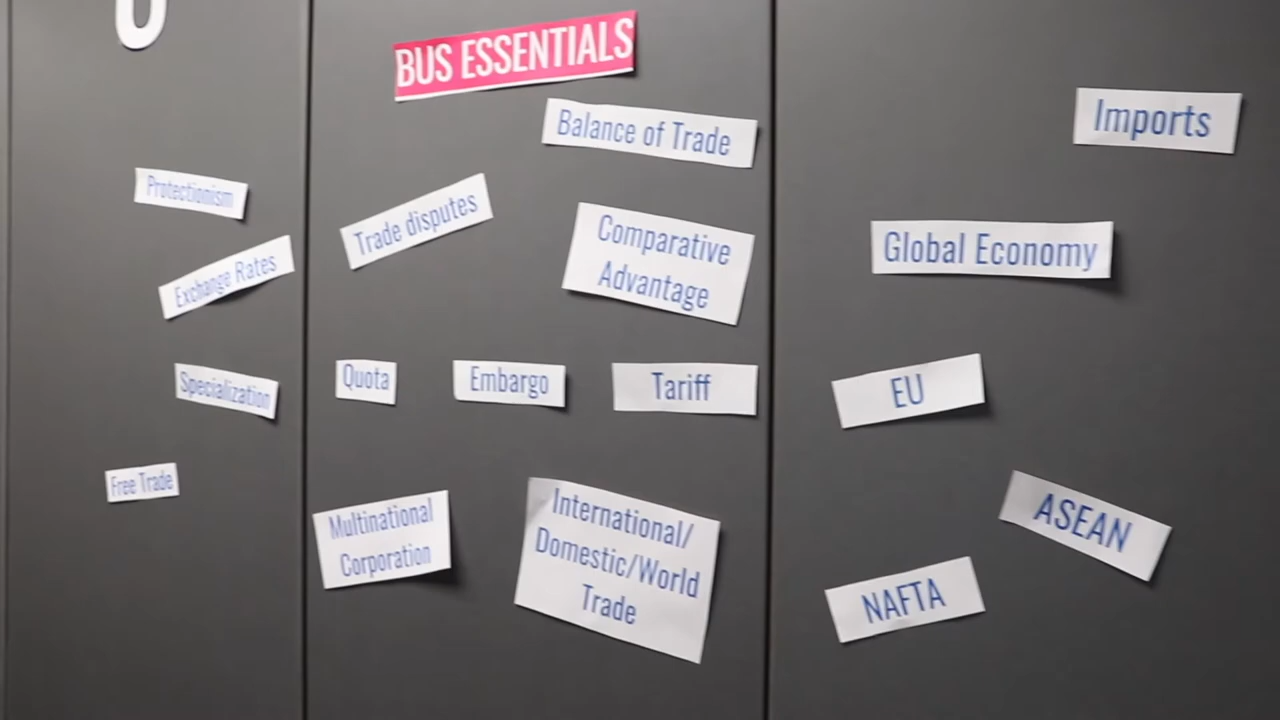 BUS ESSENTIALS
Balance of Trade
Imports
Protectionism
Trade disputes
Comparative
Advantage
Global Economy
Exchange Rates
Specialization
Quota
Embargo
Tariff
EU
Free Trade
Multinational
Corporation
International/
Domestic/World
Trade
ASEAN
NAFTA